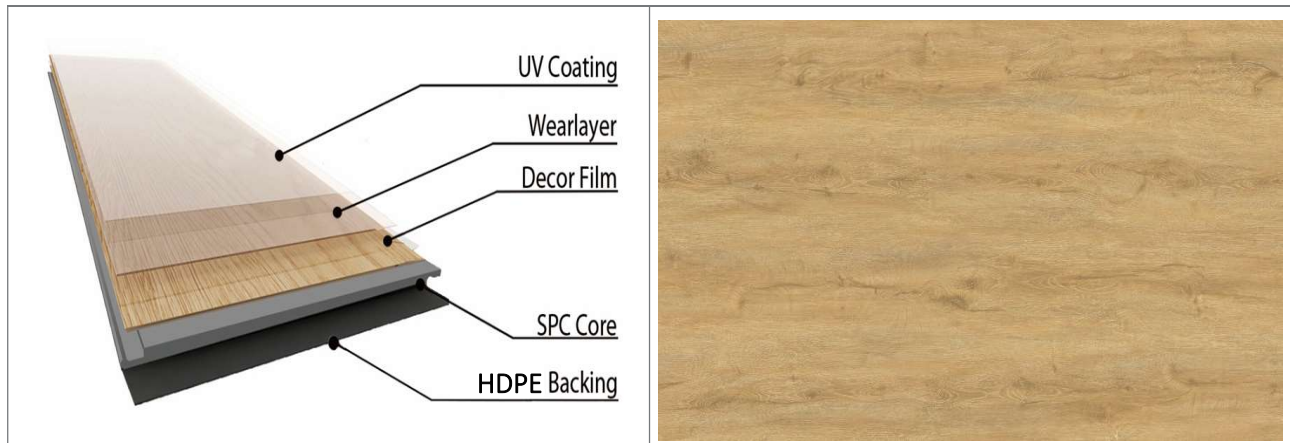 UV Coating
Wearlayer
Decor Film
SPC Core
HDPE Backing